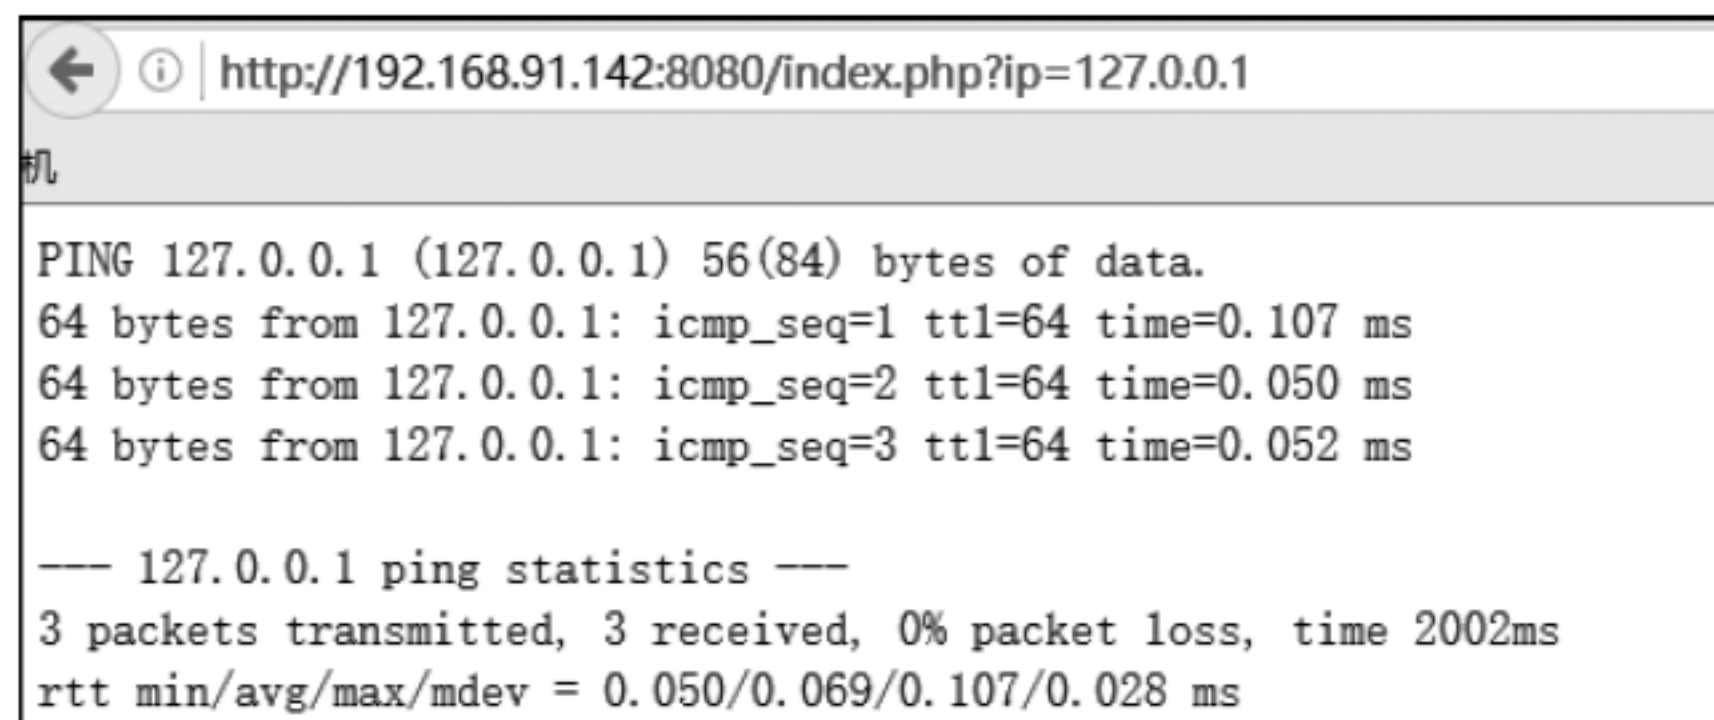 http://192.168.91.142:8080/index.php?ip=127.0.0.1
机
PING 127.0.0.1 (127.0.0.1) 56(84) bytes of data.
64 bytes from 127.0.0.1: icmp_seq=1 ttl=64 time=0.107 ms
64 bytes from 127.0.0.1: icmp_seq=2 ttl=64 time=0.050 ms
64 bytes from 127.0.0.1: icmp_seq=3 ttl=64 time=0.052 ms
--- 127.0.0.1 ping statistics ---
3 packets transmitted, 3 received, 0% packet loss, time 2002ms
rtt min/avg/max/mdev = 0.050/0.069/0.107/0.028 ms